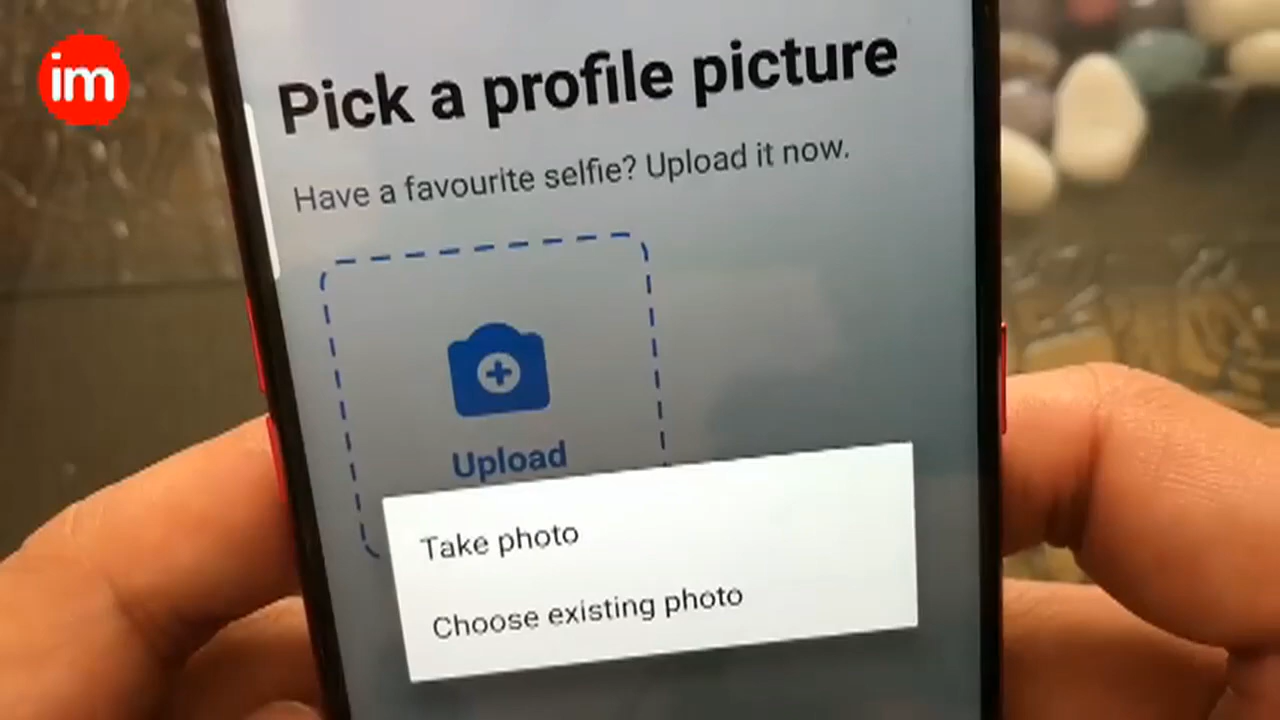 im
Pick a profile picture
Have a favourite selfie? Upload it now.
Upload
Take photo
Choose existing photo